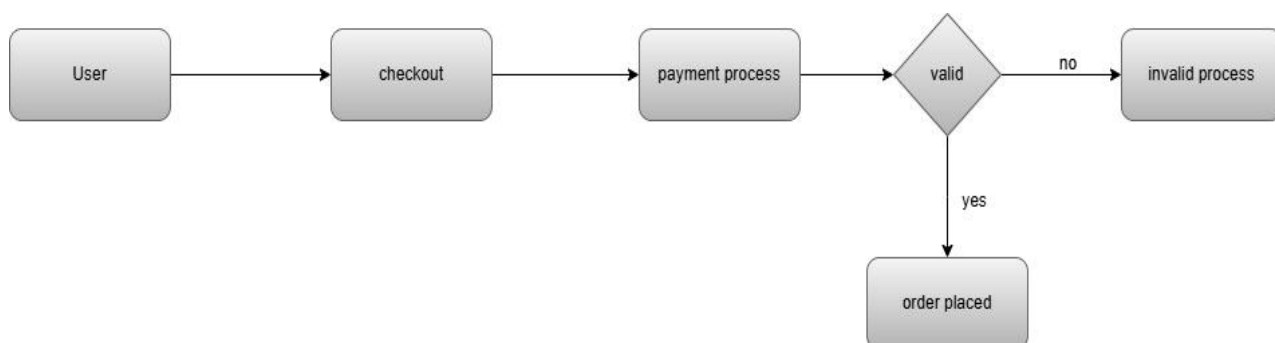 User
checkout
payment process
valid
no
invalid process
yes
order placed